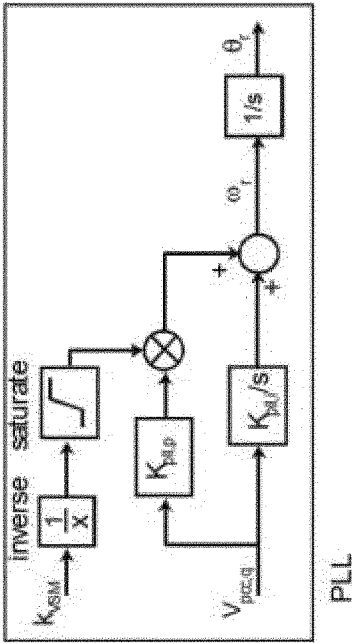 inverse saturate
k_VSM
1/x
K_pll,p
V_pcc,q
K_pll,i/s
+
+
ω_r
1/s
θ_r
PLL